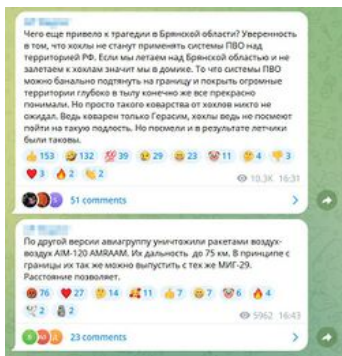 Чего еще привело к трагедии в Брянской области? Уверенность
в том, что хохлы не станут применять системы ПВО над
территорией РФ. Если мы летаем над Брянской областью и не
залетаем к хохлам значит мы в домике. То что системы ПВО
можно банально подтянуть на границу и покрыть огромные
территории глубоко в тылу конечно же все прекрасно
понимали. Но просто такого коварства от хохлов никто не
ожидал. Ведь коварен только Герасим, хохлы ведь не посмеют
пойти на такую подлость. Но посмели и в результате летчики
были таковы.
153 132 39 29 23 11 4 3
3 2 2
10.3K 16:31
51 comments
По другой версии авиагруппу уничтожили ракетами воздух-
воздух AIM-120 AMRAAM. Их дальность до 75 км. В принципе с
границы их так же можно выпустить с тех же МИГ-29.
Расстояние позволяет.
76 27 14 11 7 7 6 4
2 2
5962 16:43
23 comments